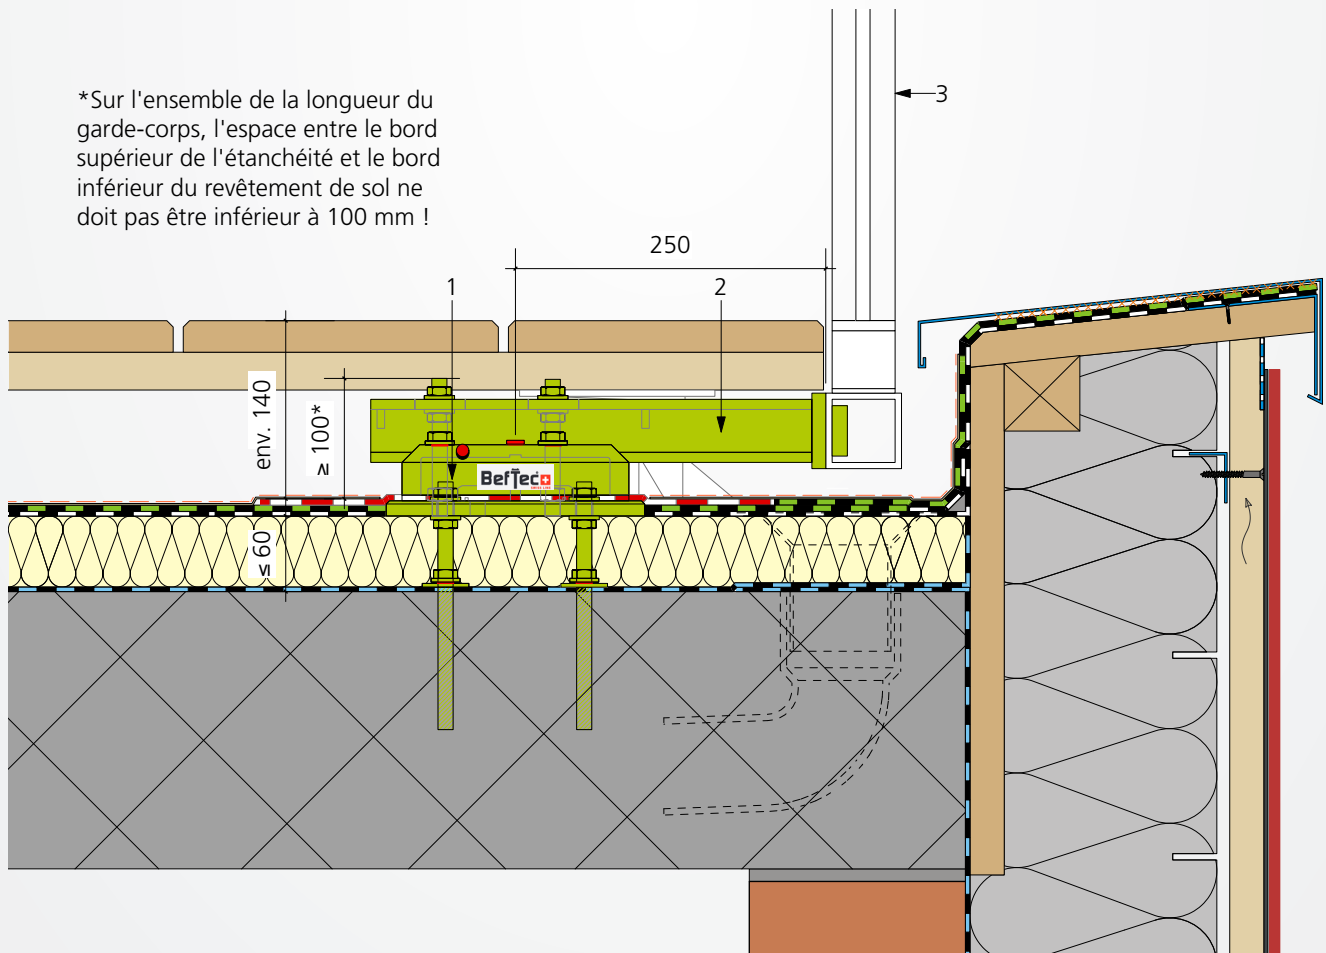 *Sur l'ensemble de la longueur du
garde-corps, l'espace entre le bord
supérieur de l'étanchéité et le bord
inférieur du revêtement de sol ne
doit pas être inférieur à 100 mm !
3
250
1
2
env. 140
≥ 100*
BefTec
≤ 60